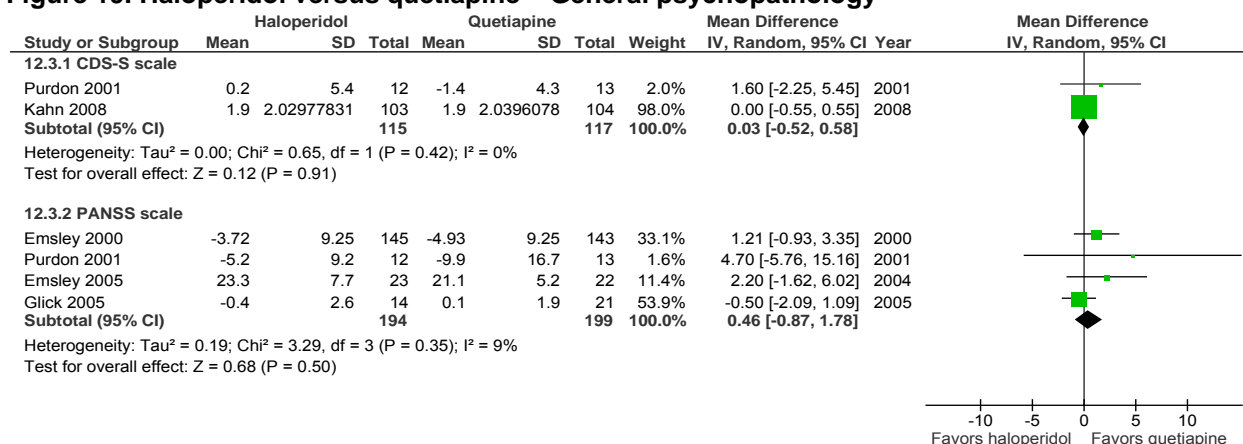 Figure 10. Haloperidol versus quetiapine – General psychopathology
Haloperidol Quetiapine Mean Difference Mean Difference
Study or Subgroup Mean SD Total Mean SD Total Weight IV, Random, 95% CI Year IV, Random, 95% CI
12.3.1 CDS-S scale
Purdon 2001 0.2 5.4 12 -1.4 4.3 13 2.0% 1.60 [-2.25, 5.45] 2001
Kahn 2008 1.9 2.02977831 103 1.9 2.0396078 104 98.0% 0.00 [-0.55, 0.55] 2008
Subtotal (95% CI) 115 117 100.0% 0.03 [-0.52, 0.58]
Heterogeneity: Tau² = 0.00; Chi² = 0.65, df = 1 (P = 0.42); I² = 0%
Test for overall effect: Z = 0.12 (P = 0.91)
12.3.2 PANSS scale
Emsley 2000 -3.72 9.25 145 -4.93 9.25 143 33.1% 1.21 [-0.93, 3.35] 2000
Purdon 2001 -5.2 9.2 12 -9.9 16.7 13 1.6% 4.70 [-5.76, 15.16] 2001
Emsley 2005 23.3 7.7 23 21.1 5.2 22 11.4% 2.20 [-1.62, 6.02] 2004
Glick 2005 -0.4 2.6 14 0.1 1.9 21 53.9% -0.50 [-2.09, 1.09] 2005
Subtotal (95% CI) 194 199 100.0% 0.46 [-0.87, 1.78]
Heterogeneity: Tau² = 0.19; Chi² = 3.29, df = 3 (P = 0.35); I² = 9%
Test for overall effect: Z = 0.68 (P = 0.50)
-10 -5 0 5 10
Favors haloperidol Favors quetiapine